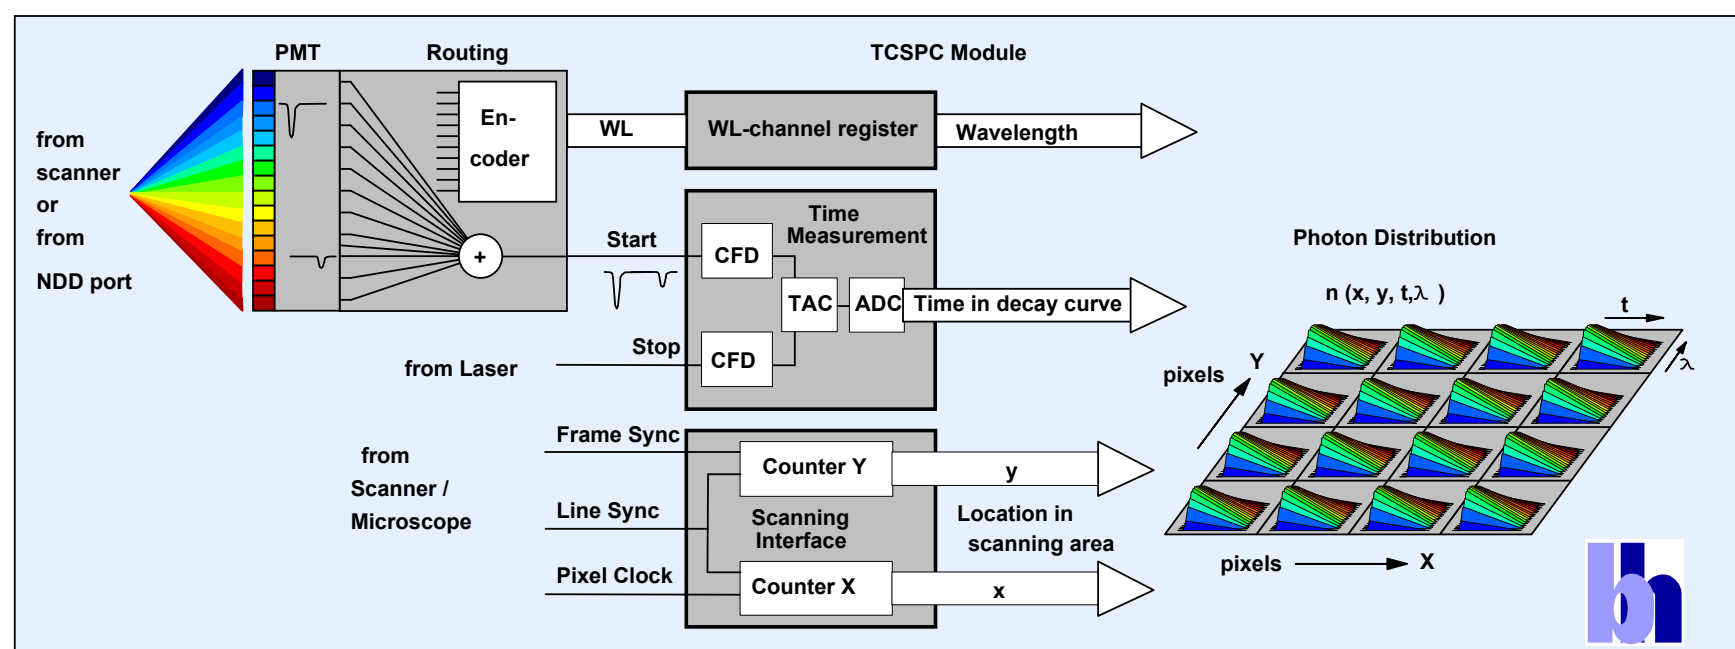 PMT
Routing
TCSPC Module
from
scanner
or
from
NDD port
En-
coder
WL
WL-channel register
Wavelength
+
Start
Time
Measurement
CFD
TAC
ADC
Time in decay curve
Stop
CFD
from Laser
Photon Distribution
n (x, y, t,λ )
t
λ
Y
pixels
pixels
X
from
Scanner /
Microscope
Frame Sync
Line Sync
Pixel Clock
Counter Y
Scanning
Interface
Counter X
y
Location in
scanning area
x
bh